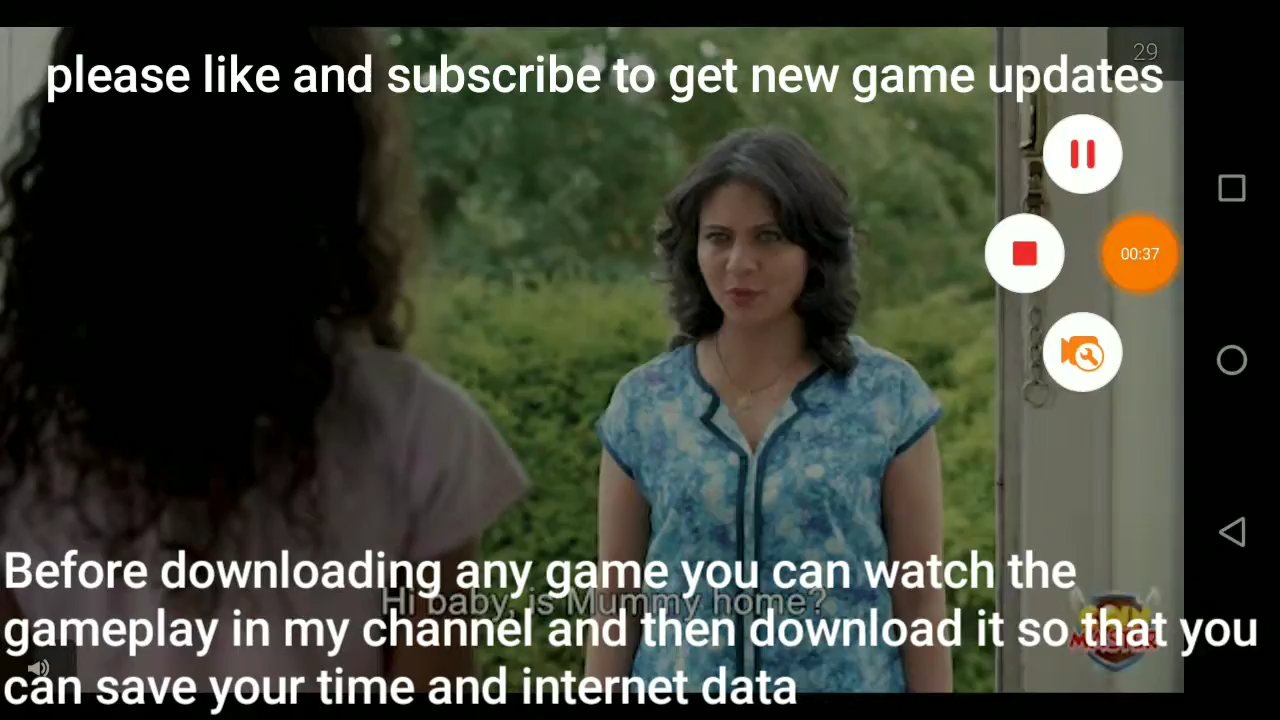 29
please like and subscribe to get new game updates
00:37
Before downloading any game you can watch the
Hi baby, is Mummy home?
gameplay in my channel and then download it so that you
COIN
MASTER
can save your time and internet data